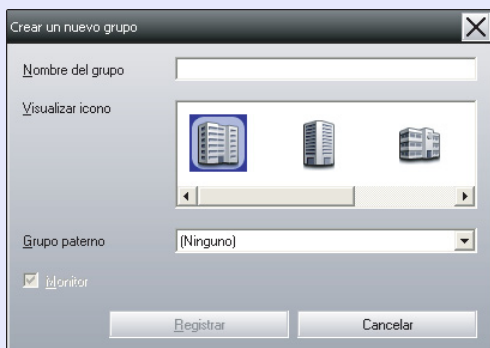 Crear un nuevo grupo
Nombre del grupo
Visualizar icono
Grupo paterno
(Ninguno)
Monitor
Registrar
Cancelar